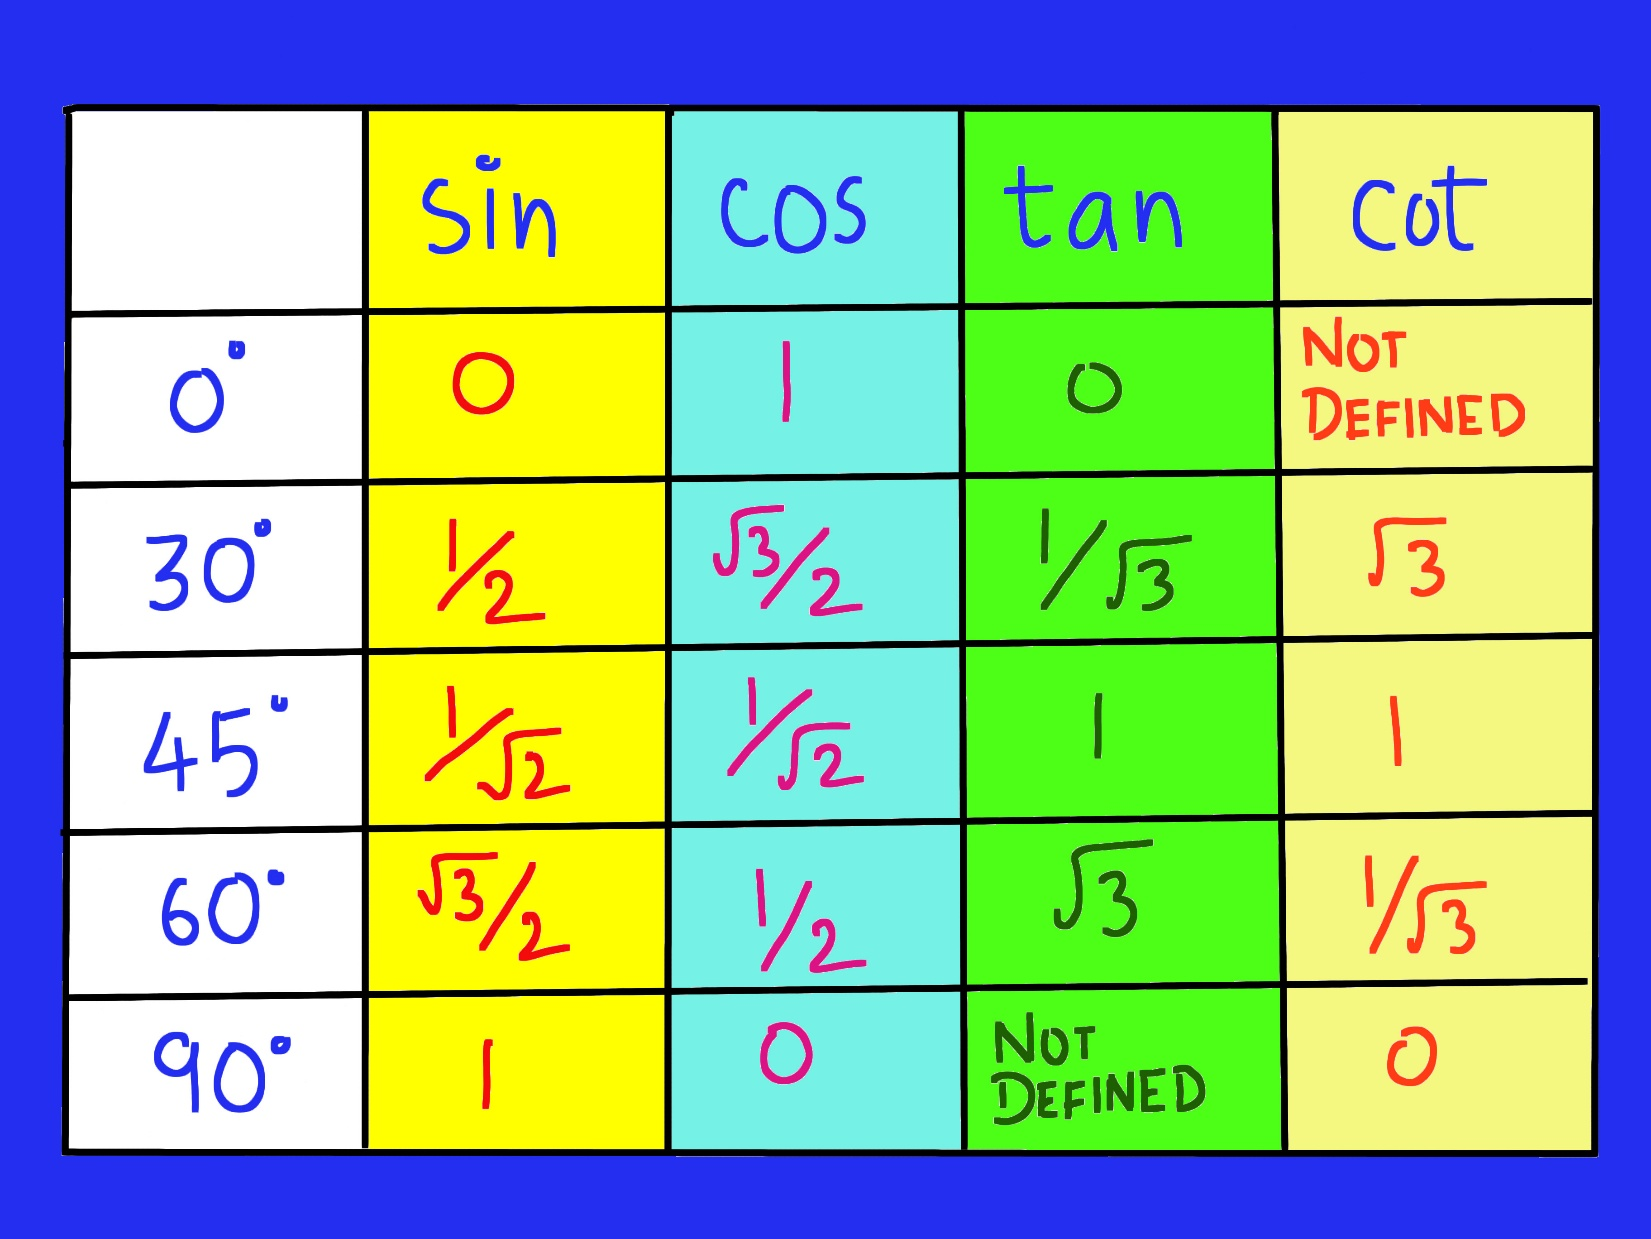 sin cos tan cot
0° 0 1 0 NOT DEFINED
30° 1/2 √3/2 1/√3 √3
45° 1/√2 1/√2 1 1
60° √3/2 1/2 √3 1/√3
90° 1 0 NOT DEFINED 0